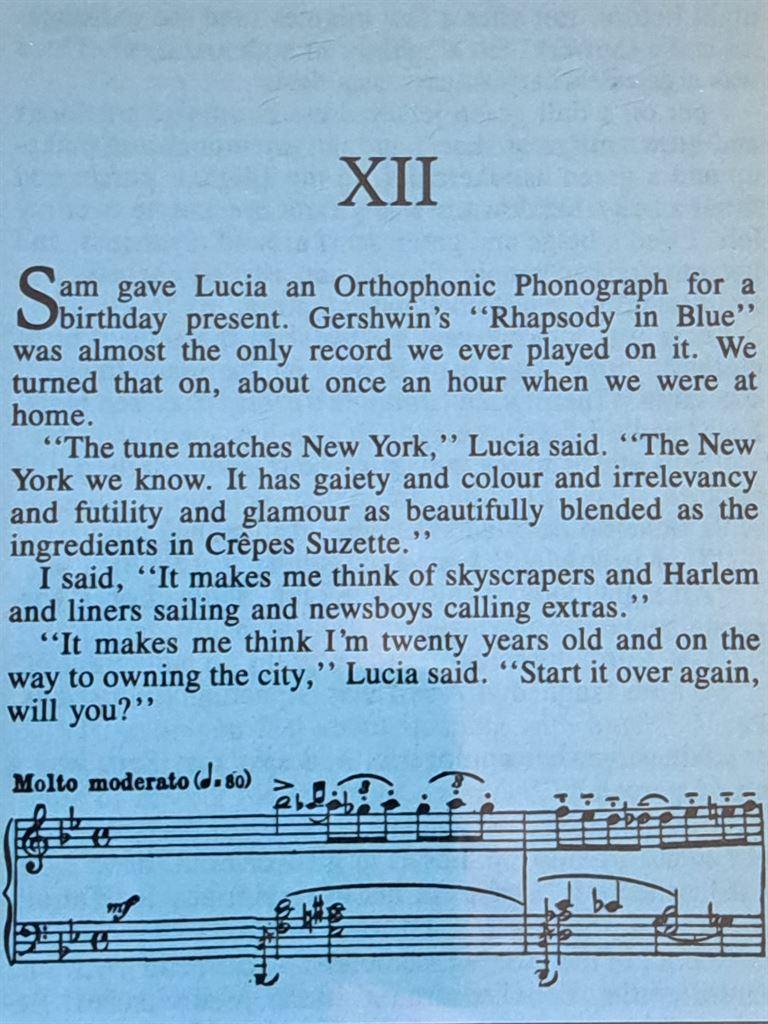 XII
Sam gave Lucia an Orthophonic Phonograph for a
birthday present. Gershwin's "Rhapsody in Blue"
was almost the only record we ever played on it. We
turned that on, about once an hour when we were at
home.
"The tune matches New York," Lucia said. "The New
York we know. It has gaiety and colour and irrelevancy
and futility and glamour as beautifully blended as the
ingredients in Crêpes Suzette."
I said, "It makes me think of skyscrapers and Harlem
and liners sailing and newsboys calling extras."
"It makes me think I'm twenty years old and on the
way to owning the city," Lucia said. "Start it over again,
will you?"
Molto moderato (𝅗𝅥=80)
3 3
mf